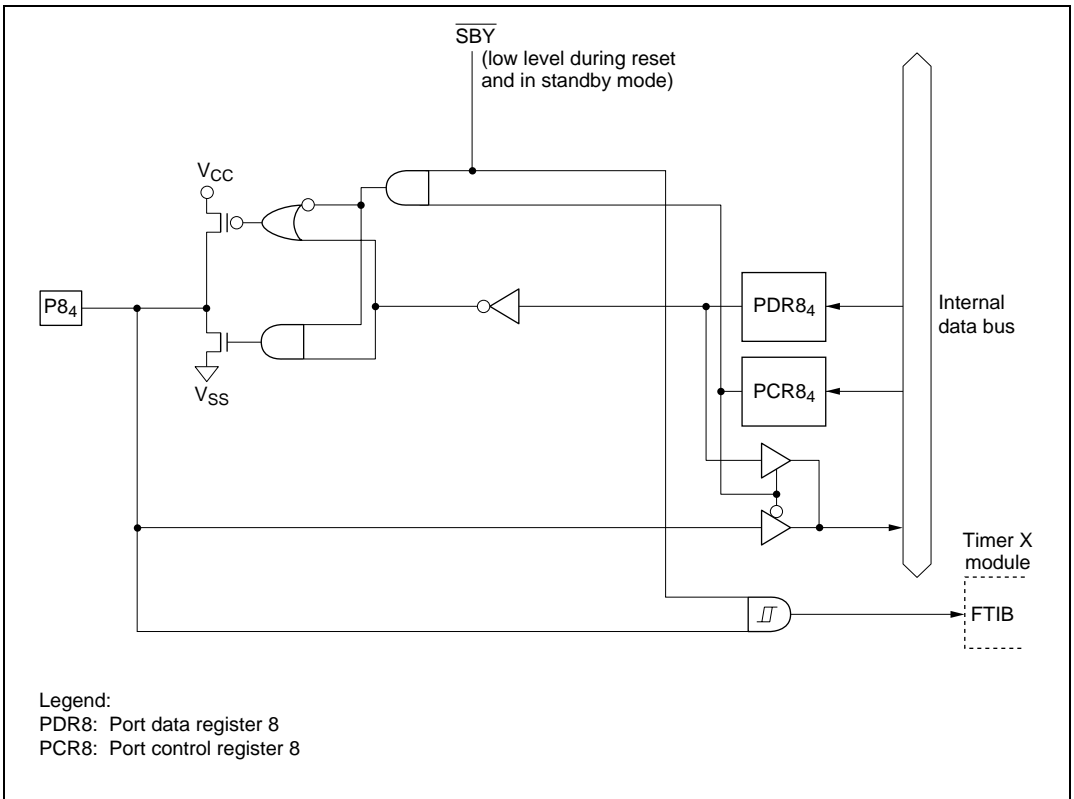 SBY
(low level during reset
and in standby mode)
VCC
P84
VSS
PDR84
PCR84
Internal
data bus
Timer X
module
FTIB
Legend:
PDR8: Port data register 8
PCR8: Port control register 8